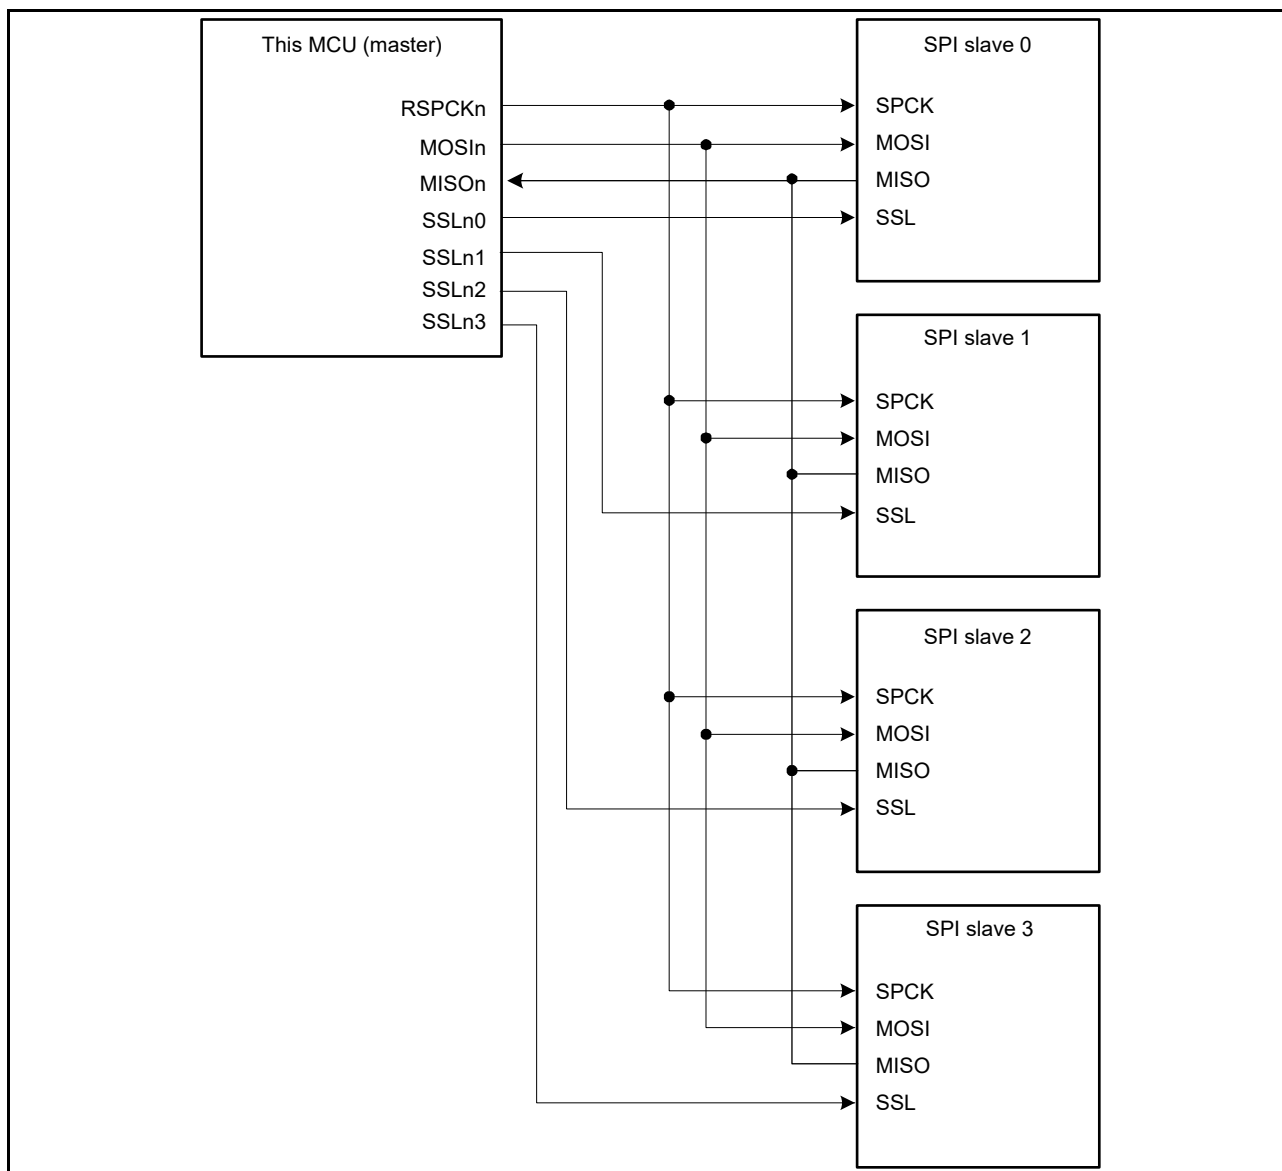 This MCU (master)
RSPCKn
MOSIn
MISOn
SSLn0
SSLn1
SSLn2
SSLn3
SPI slave 0
SPCK
MOSI
MISO
SSL
SPI slave 1
SPCK
MOSI
MISO
SSL
SPI slave 2
SPCK
MOSI
MISO
SSL
SPI slave 3
SPCK
MOSI
MISO
SSL